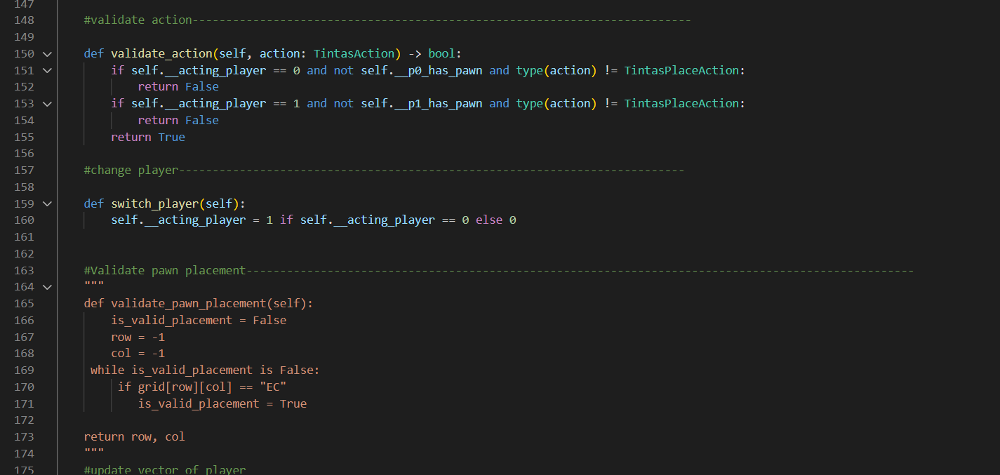 147
148 #validate action--------------------------------------------------------------------------
149
150 def validate_action(self, action: TintasAction) -> bool:
151 if self.__acting_player == 0 and not self.__p0_has_pawn and type(action) != TintasPlaceAction:
152 return False
153 if self.__acting_player == 1 and not self.__p1_has_pawn and type(action) != TintasPlaceAction:
154 return False
155 return True
156
157 #change player---------------------------------------------------------------------------
158
159 def switch_player(self):
160 self.__acting_player = 1 if self.__acting_player == 0 else 0
161
162
163 #Validate pawn placement---------------------------------------------------------------------------------------------------
164 """
165 def validate_pawn_placement(self):
166 is_valid_placement = False
167 row = -1
168 col = -1
169 while is_valid_placement is False:
170 if grid[row][col] == "EC"
171 is_valid_placement = True
172
173 return row, col
174 """
175 #update vector of player